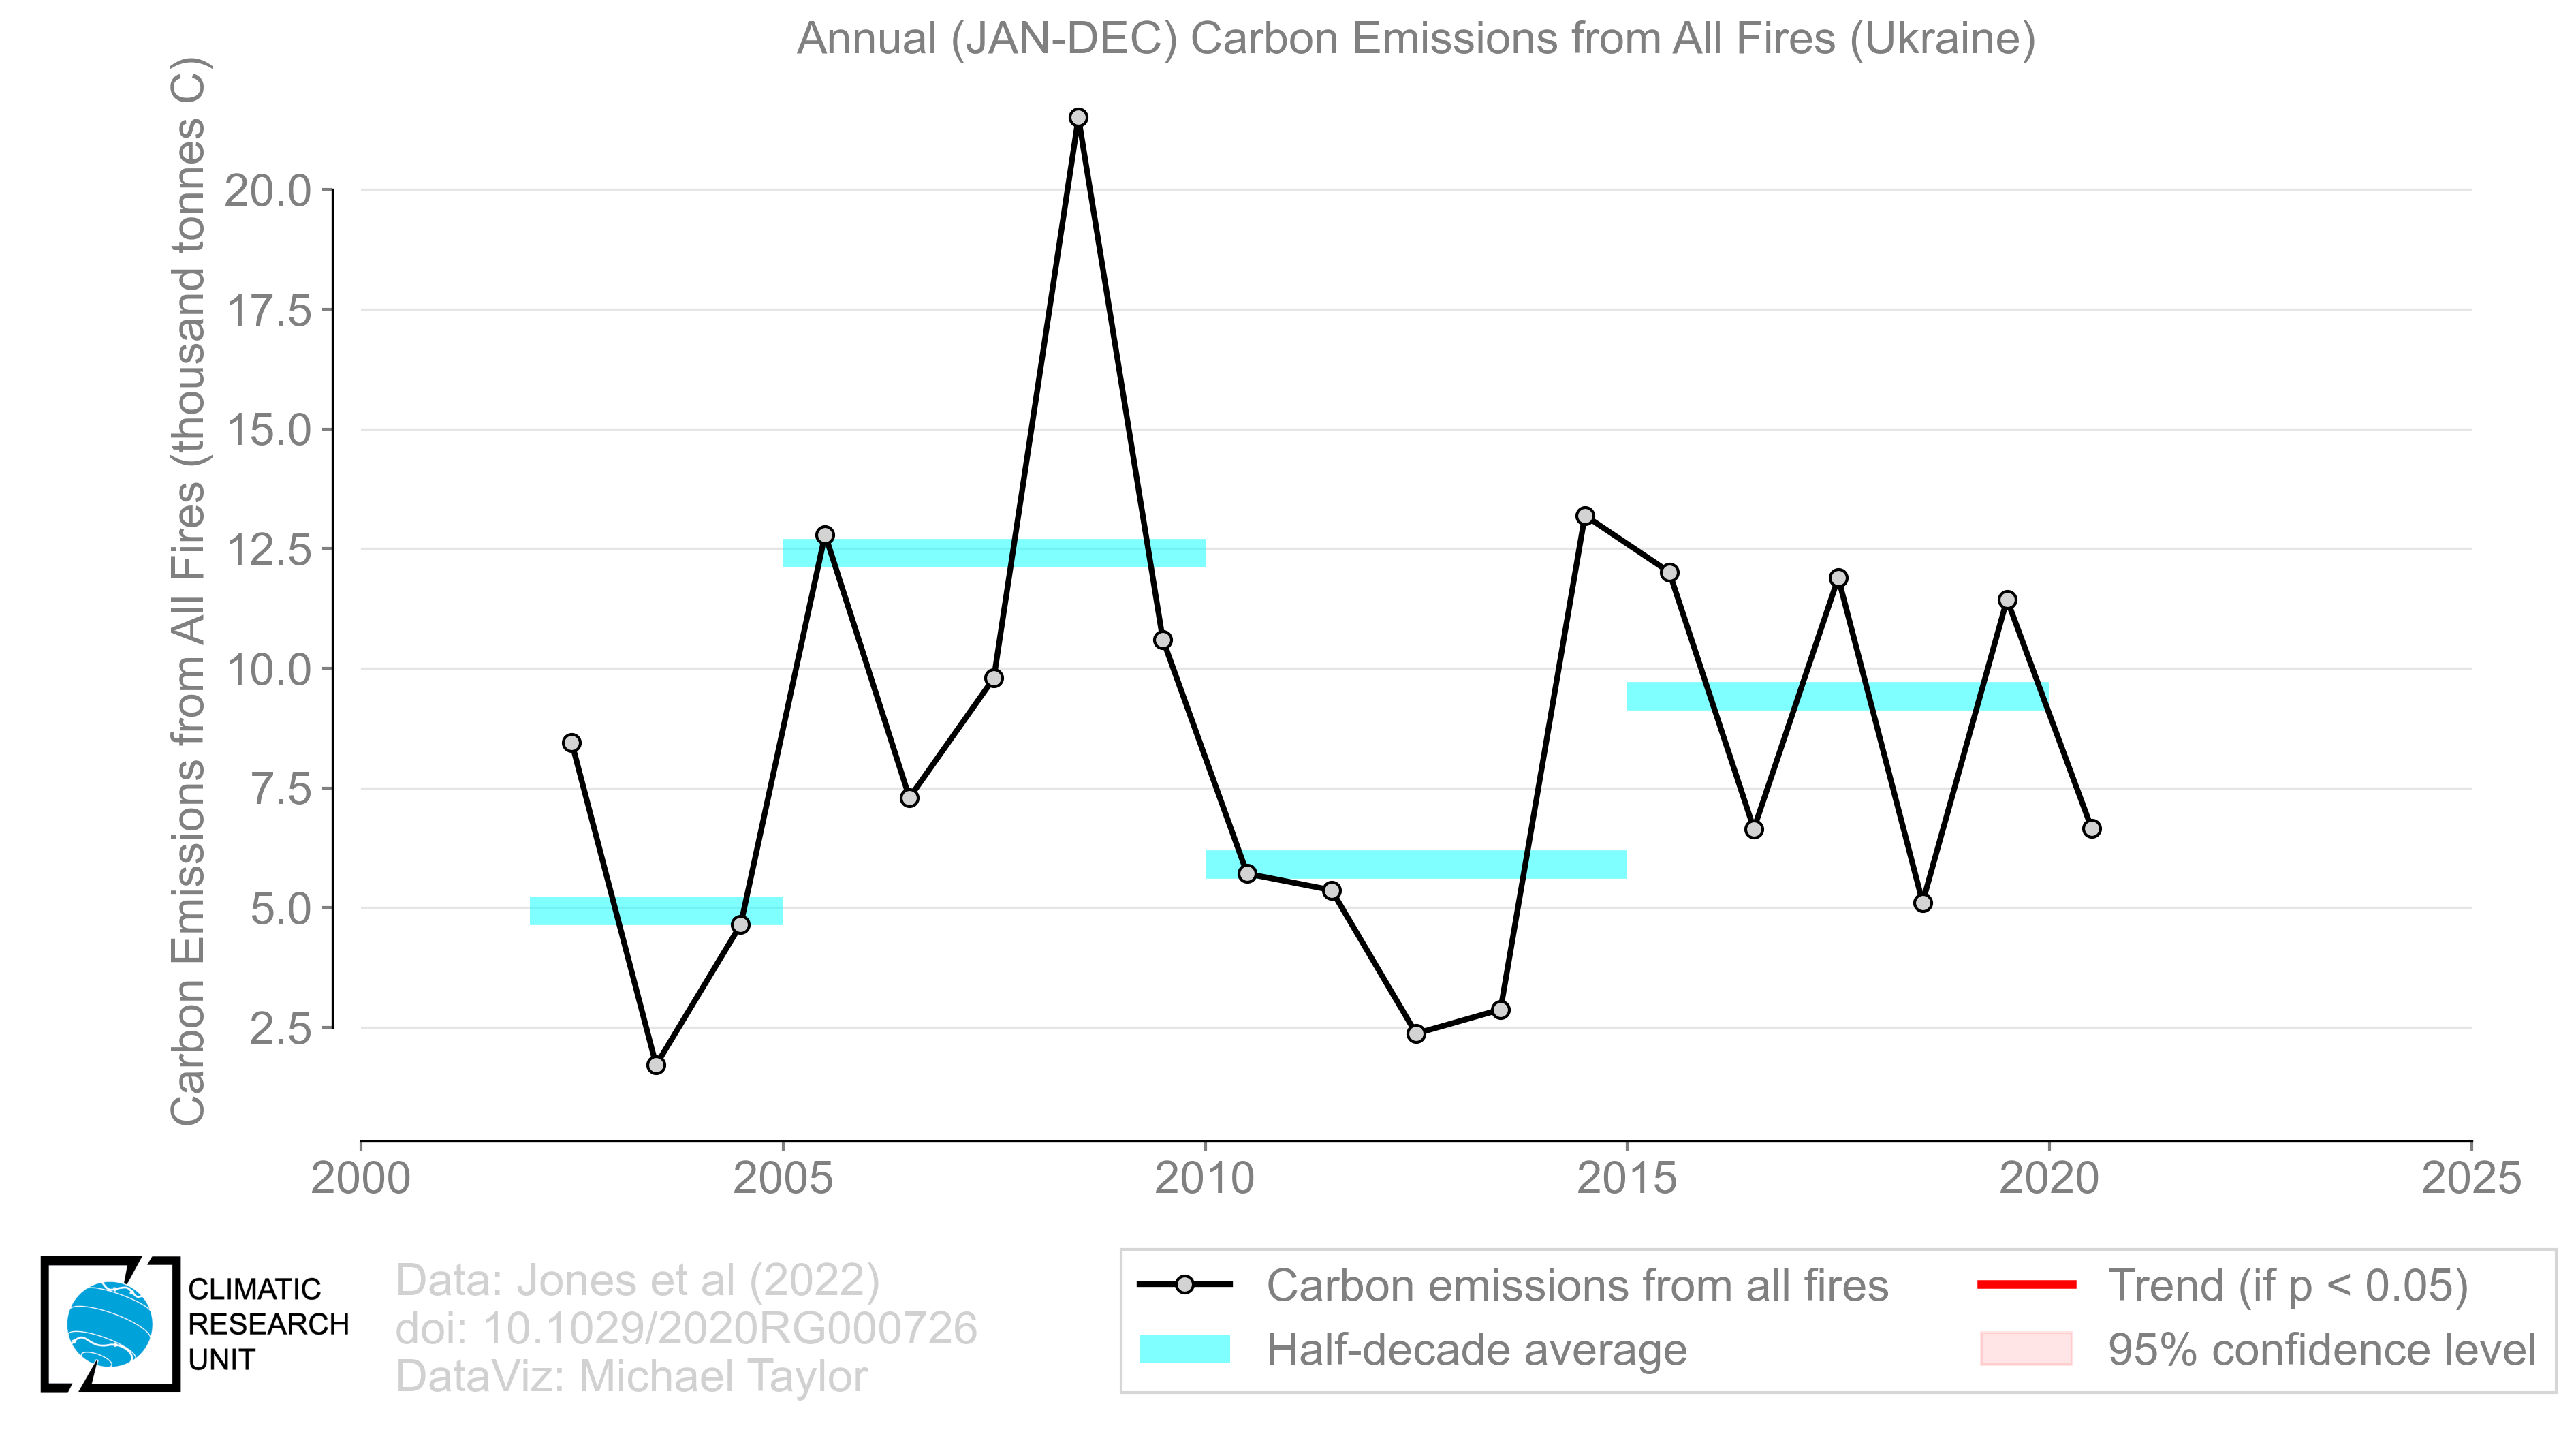 Annual (JAN-DEC) Carbon Emissions from All Fires (Ukraine)
Carbon Emissions from All Fires (thousand tonnes C)
20.0
17.5
15.0
12.5
10.0
7.5
5.0
2.5
2000
2005
2010
2015
2020
2025
CLIMATIC
RESEARCH
UNIT
Data: Jones et al (2022)
doi: 10.1029/2020RG000726
DataViz: Michael Taylor
Carbon emissions from all fires
Half-decade average
Trend (if p < 0.05)
95% confidence level